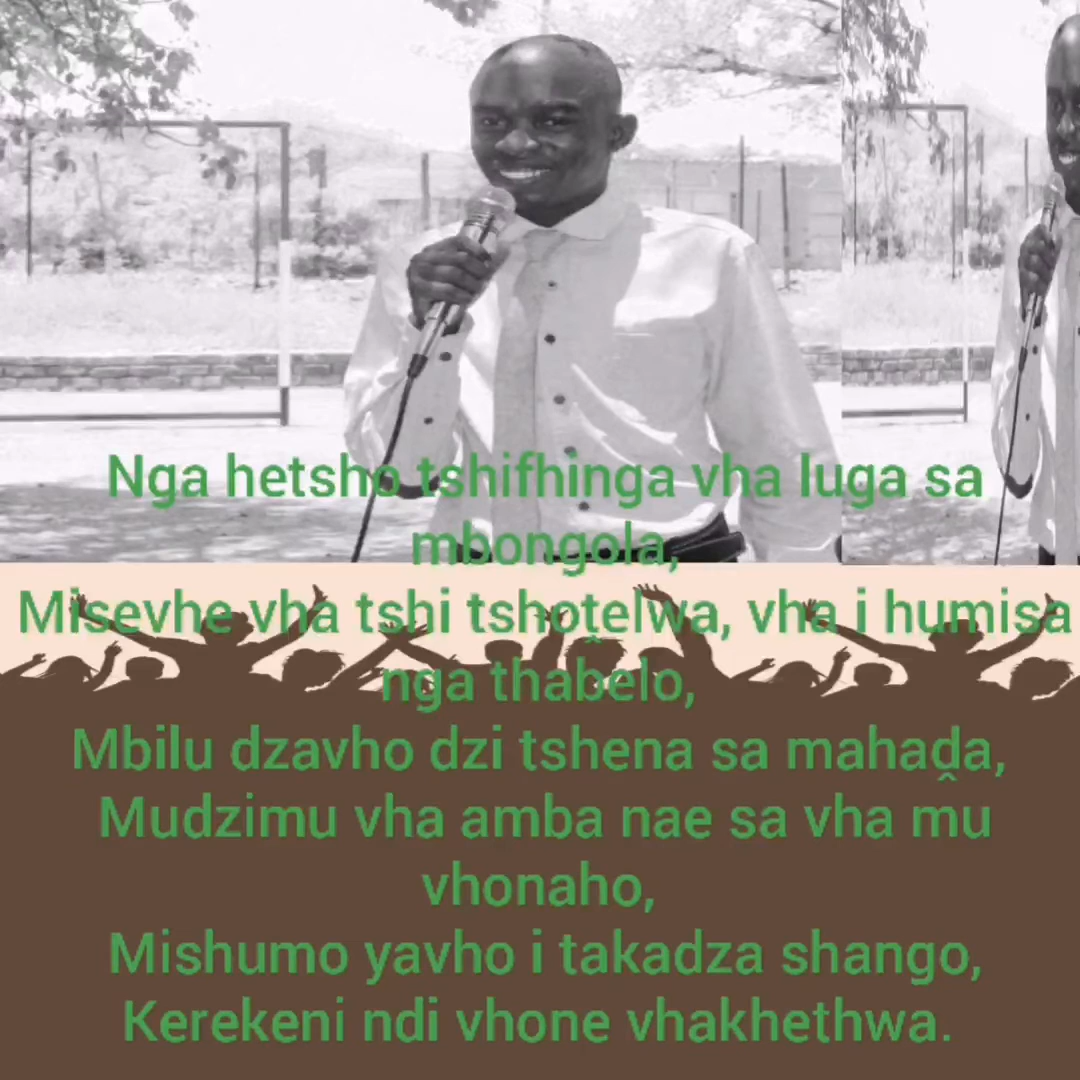 Nga hetsho tshifhinga vha luga sa
mbongola,
Misevhe vha tshi tshoṱelwa, vha i humisa
nga thabelo,
Mbilu dzavho dzi tshena sa mahaḓa,
Mudzimu vha amba nae sa vha mu
vhonaho,
Mishumo yavho i takadza shango,
Kerekeni ndi vhone vhakhethwa.